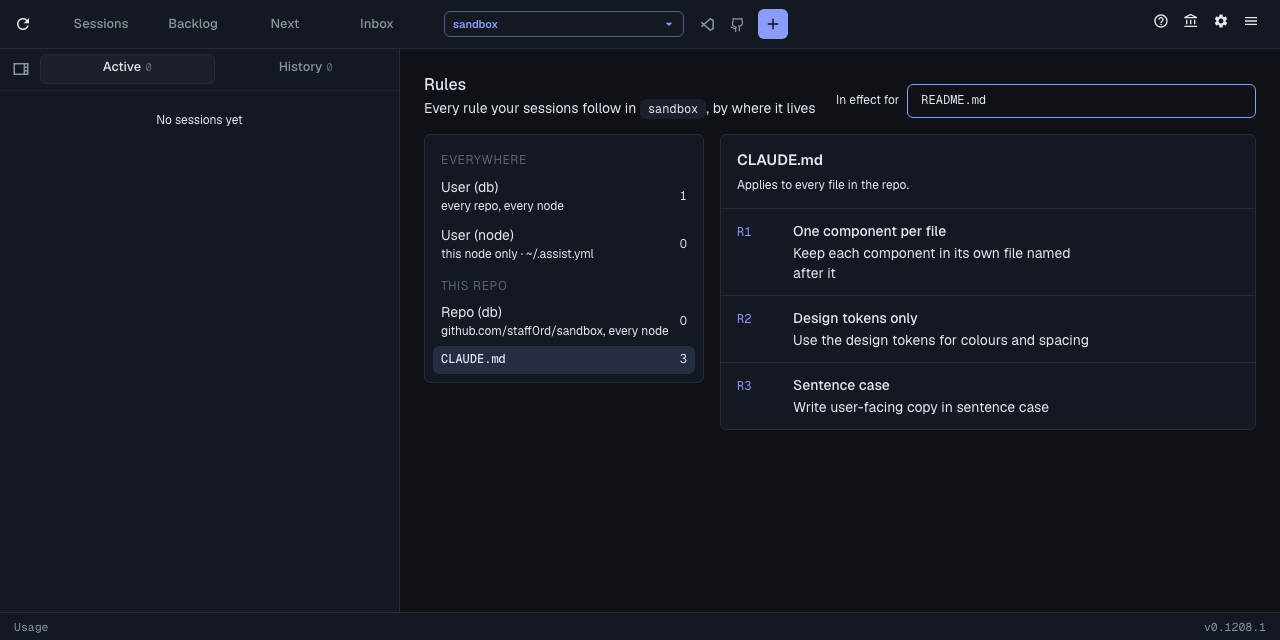 Sessions
Backlog
Next
Inbox
sandbox
Active 0
History 0
No sessions yet
Rules
Every rule your sessions follow in sandbox, by where it lives
In effect for
README.md
EVERYWHERE
User (db)
every repo, every node
1
User (node)
this node only · ~/.assist.yml
0
THIS REPO
Repo (db)
github.com/staff0rd/sandbox, every node
0
CLAUDE.md
3
CLAUDE.md
Applies to every file in the repo.
R1
One component per file
Keep each component in its own file named
after it
R2
Design tokens only
Use the design tokens for colours and spacing
R3
Sentence case
Write user-facing copy in sentence case
Usage
v0.1208.1